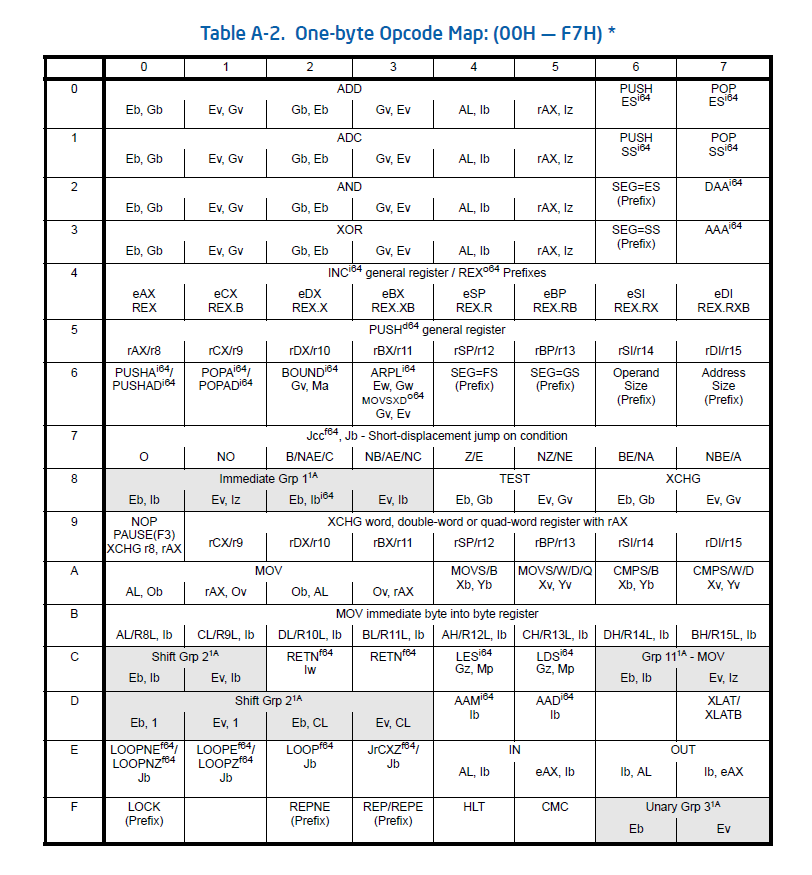 Table A-2. One-byte Opcode Map: (00H — F7H) *
0 1 2 3 4 5 6 7
0 ADD PUSH ES^i64 POP ES^i64
Eb, Gb Ev, Gv Gb, Eb Gv, Ev AL, Ib rAX, Iz
1 ADC PUSH SS^i64 POP SS^i64
Eb, Gb Ev, Gv Gb, Eb Gv, Ev AL, Ib rAX, Iz
2 AND SEG=ES (Prefix) DAA^i64
Eb, Gb Ev, Gv Gb, Eb Gv, Ev AL, Ib rAX, Iz
3 XOR SEG=SS (Prefix) AAA^i64
Eb, Gb Ev, Gv Gb, Eb Gv, Ev AL, Ib rAX, Iz
4 INC^i64 general register / REX^o64 Prefixes
eAX eCX eDX eBX eSP eBP eSI eDI
REX REX.B REX.X REX.XB REX.R REX.RB REX.RX REX.RXB
5 PUSH^d64 general register
rAX/r8 rCX/r9 rDX/r10 rBX/r11 rSP/r12 rBP/r13 rSI/r14 rDI/r15
6 PUSHA^i64/ POPA^i64/ BOUND^i64 ARPL^i64 SEG=FS SEG=GS Operand Address
PUSHAD^i64 POPAD^i64 Gv, Ma Ew, Gw (Prefix) (Prefix) Size Size
MOVSXD^o64 (Prefix) (Prefix)
Gv, Ev
7 Jcc^f64, Jb - Short-displacement jump on condition
O NO B/NAE/C NB/AE/NC Z/E NZ/NE BE/NA NBE/A
8 Immediate Grp 1^1A TEST XCHG
Eb, Ib Ev, Iz Eb, Ib^i64 Ev, Ib Eb, Gb Ev, Gv Eb, Gb Ev, Gv
9 NOP XCHG word, double-word or quad-word register with rAX
PAUSE(F3)
XCHG r8, rAX rCX/r9 rDX/r10 rBX/r11 rSP/r12 rBP/r13 rSI/r14 rDI/r15
A MOV MOVS/B MOVS/W/D/Q CMPS/B CMPS/W/D
AL, Ob rAX, Ov Ob, AL Ov, rAX Xb, Yb Xv, Yv Xb, Yb Xv, Yv
B MOV immediate byte into byte register
AL/R8L, Ib CL/R9L, Ib DL/R10L, Ib BL/R11L, Ib AH/R12L, Ib CH/R13L, Ib DH/R14L, Ib BH/R15L, Ib
C Shift Grp 2^1A RETN^f64 RETN^f64 LES^i64 LDS^i64 Grp 11^1A - MOV
Eb, Ib Ev, Ib Iw Gz, Mp Gz, Mp Eb, Ib Ev, Iz
D Shift Grp 2^1A AAM^i64 AAD^i64 XLAT/
Eb, 1 Ev, 1 Eb, CL Ev, CL Ib Ib XLATB
E LOOPNE^f64/ LOOPE^f64/ LOOP^f64 JrCXZ^f64/ IN OUT
LOOPNZ^f64 LOOPZ^f64 Jb Jb
Jb Jb AL, Ib eAX, Ib Ib, AL Ib, eAX
F LOCK REPNE REP/REPE HLT CMC Unary Grp 3^1A
(Prefix) (Prefix) (Prefix) Eb Ev